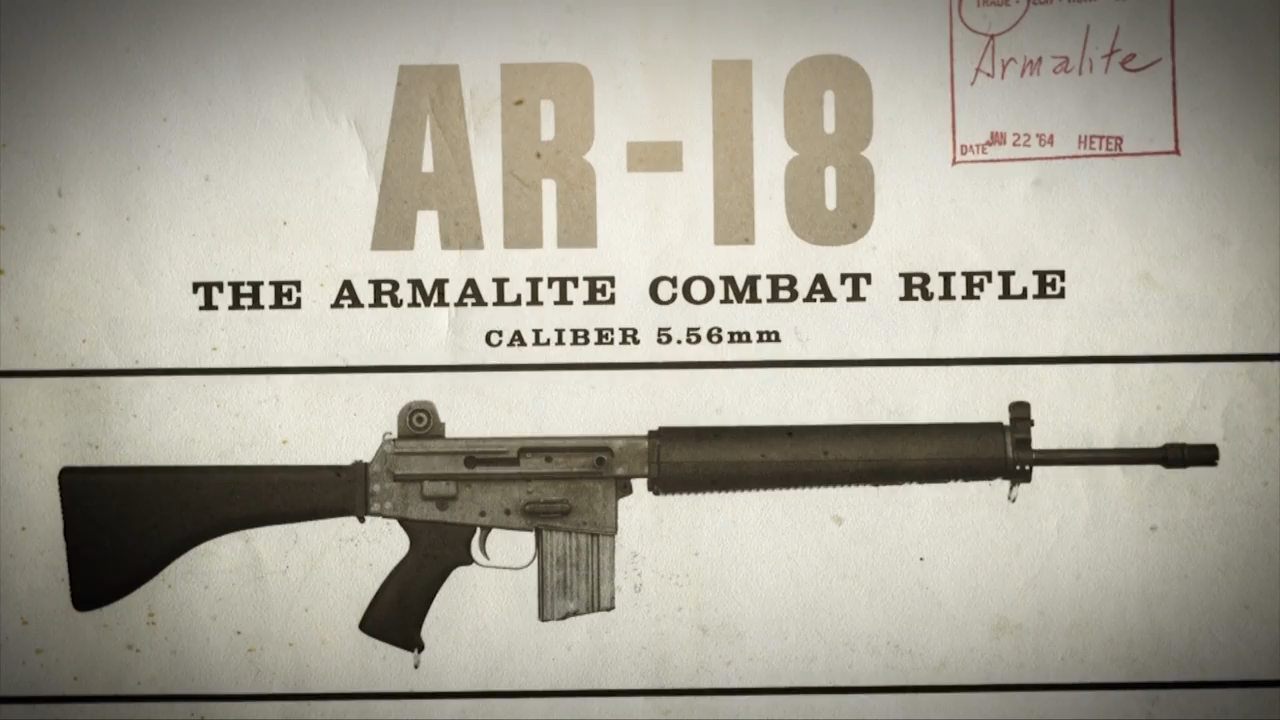 Armalite
DATE JAN 22 '64 HETER
AR-18
THE ARMALITE COMBAT RIFLE
CALIBER 5.56mm